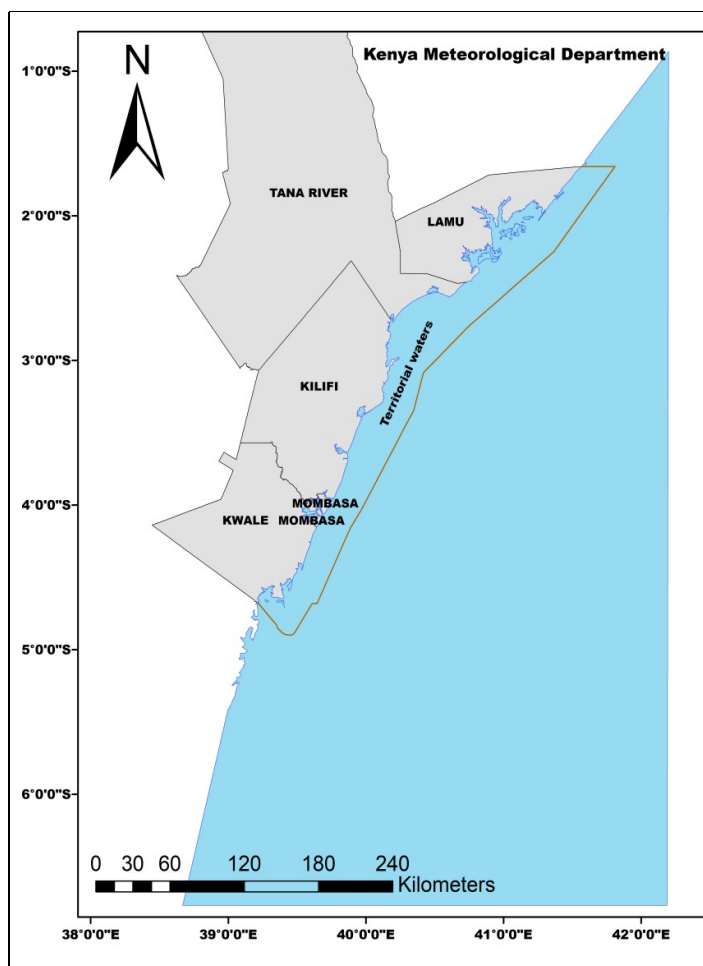 Kenya Meteorological Department
N
1°0'0"S
2°0'0"S
3°0'0"S
4°0'0"S
5°0'0"S
6°0'0"S
TANA RIVER
LAMU
Territorial waters
KILIFI
MOMBASA
KWALE MOMBASA
0 30 60 120 180 240
Kilometers
38°0'0"E 39°0'0"E 40°0'0"E 41°0'0"E 42°0'0"E